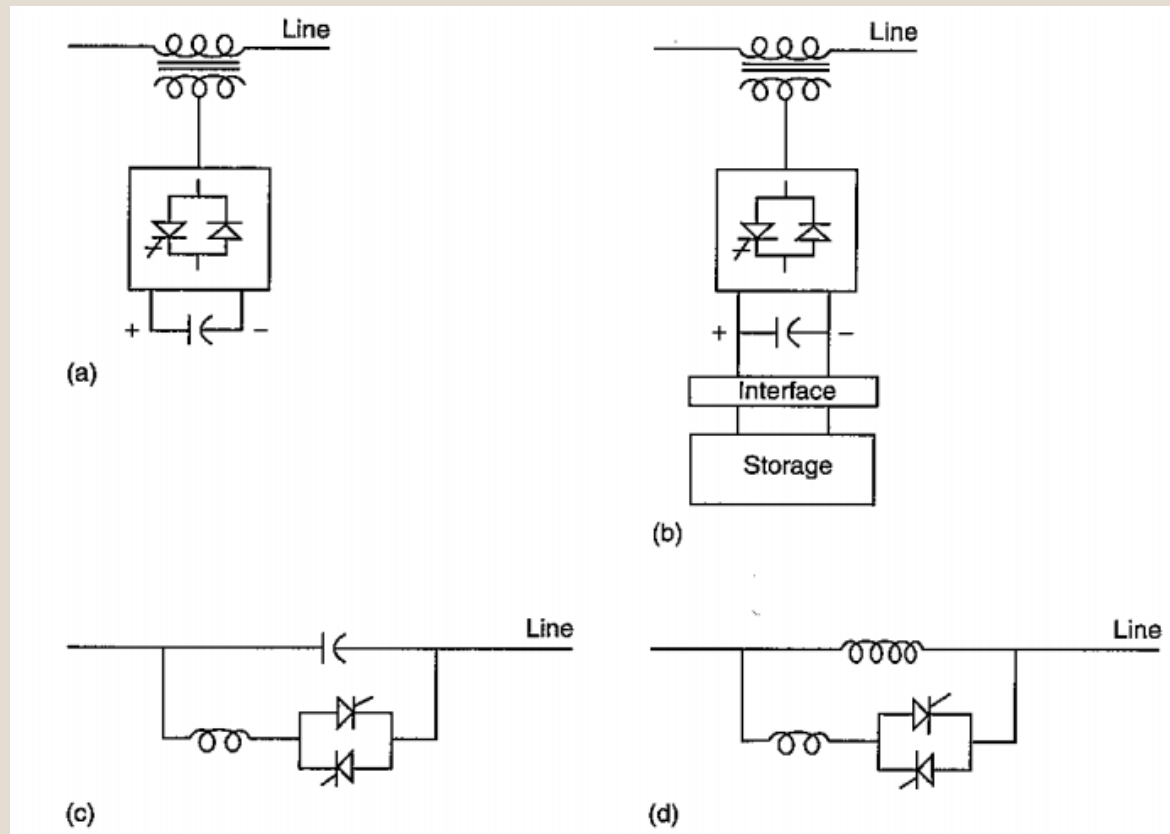 Line
+ −
(a)
Line
+ −
Interface
Storage
(b)
Line
(c)
Line
(d)